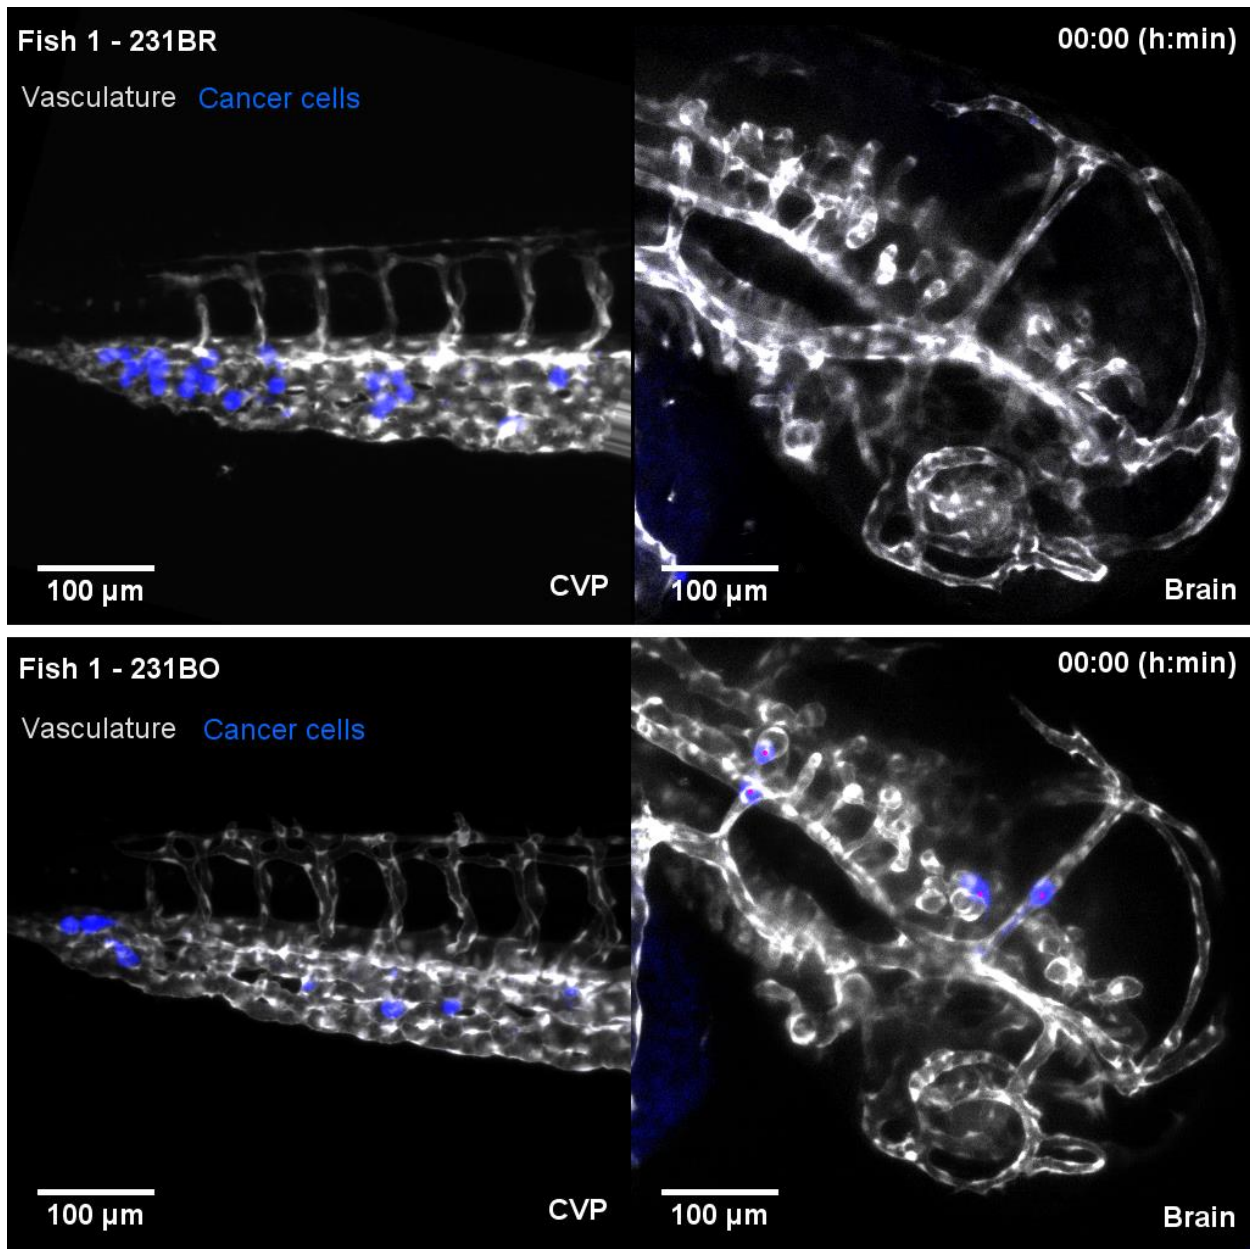 Fish 1 - 231BR
00:00 (h:min)
Vasculature Cancer cells
100 µm
CVP
100 µm
Brain
Fish 1 - 231BO
00:00 (h:min)
Vasculature Cancer cells
100 µm
CVP
100 µm
Brain